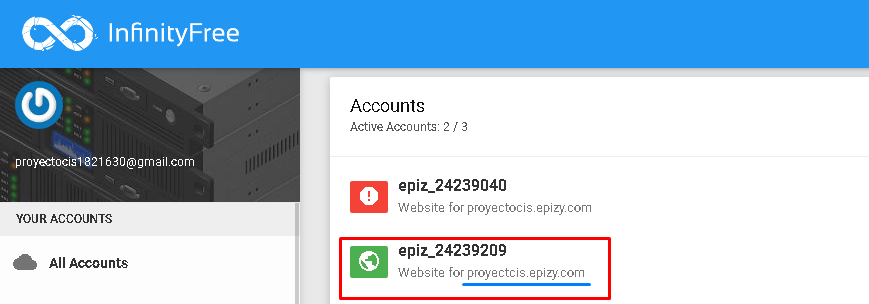 InfinityFree
proyectocis1821630@gmail.com
YOUR ACCOUNTS
All Accounts
Accounts
Active Accounts: 2 / 3
epiz_24239040
Website for proyectocis.epizy.com
epiz_24239209
Website for proyectcis.epizy.com